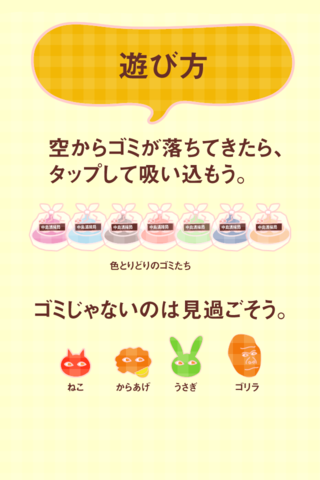 遊び方
空からゴミが落ちてきたら、
タップして吸い込もう。
色とりどりのゴミたち
ゴミじゃないのは見過ごそう。
ねこ からあげ うさぎ ゴリラ